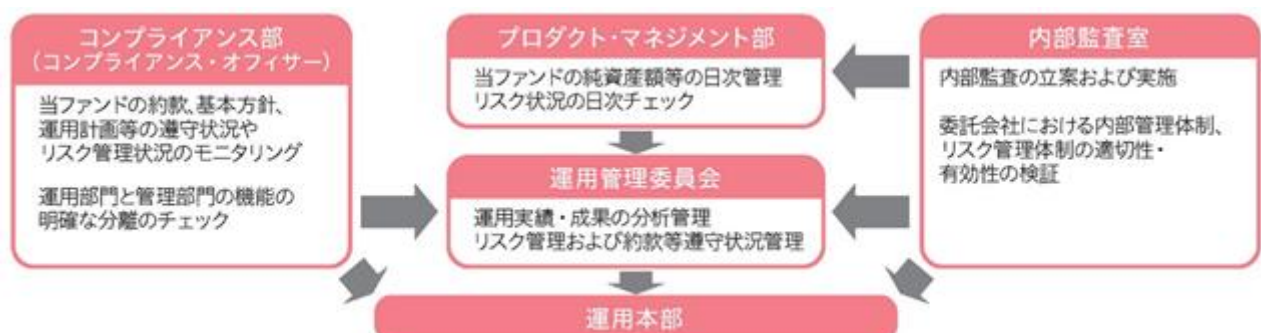 コンプライアンス部
（コンプライアンス・オフィサー）
当ファンドの約款、基本方針、
運用計画等の遵守状況や
リスク管理状況のモニタリング
運用部門と管理部門の機能の
明確な分離のチェック
プロダクト・マネジメント部
当ファンドの純資産額等の日次管理
リスク状況の日次チェック
運用管理委員会
運用実績・成果の分析管理
リスク管理および約款等遵守状況管理
内部監査室
内部監査の立案および実施
委託会社における内部管理体制、
リスク管理体制の適切性・
有効性の検証
運用本部